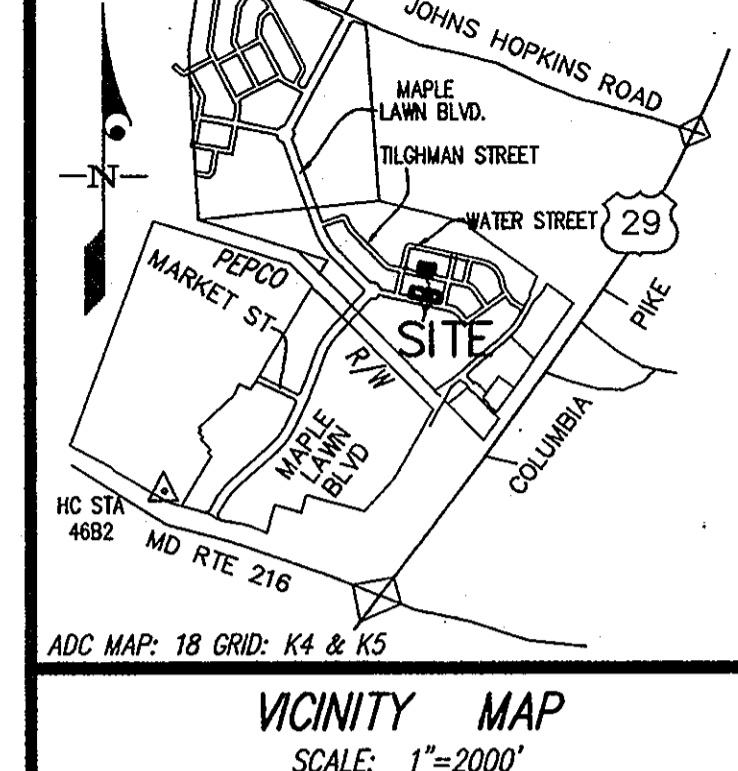 JOHNS HOPKINS ROAD
MAPLE
LAWN BLVD.
TILGHMAN STREET
N
WATER STREET
29
PEPCO
MARKET ST
SITE
PIKE
R/W
MAPLE
LAWN
BLVD
COLUMBIA
HC STA
46B2
MD RTE 216
ADC MAP: 18 GRID: K4 & K5
VICINITY MAP
SCALE: 1"=2000'